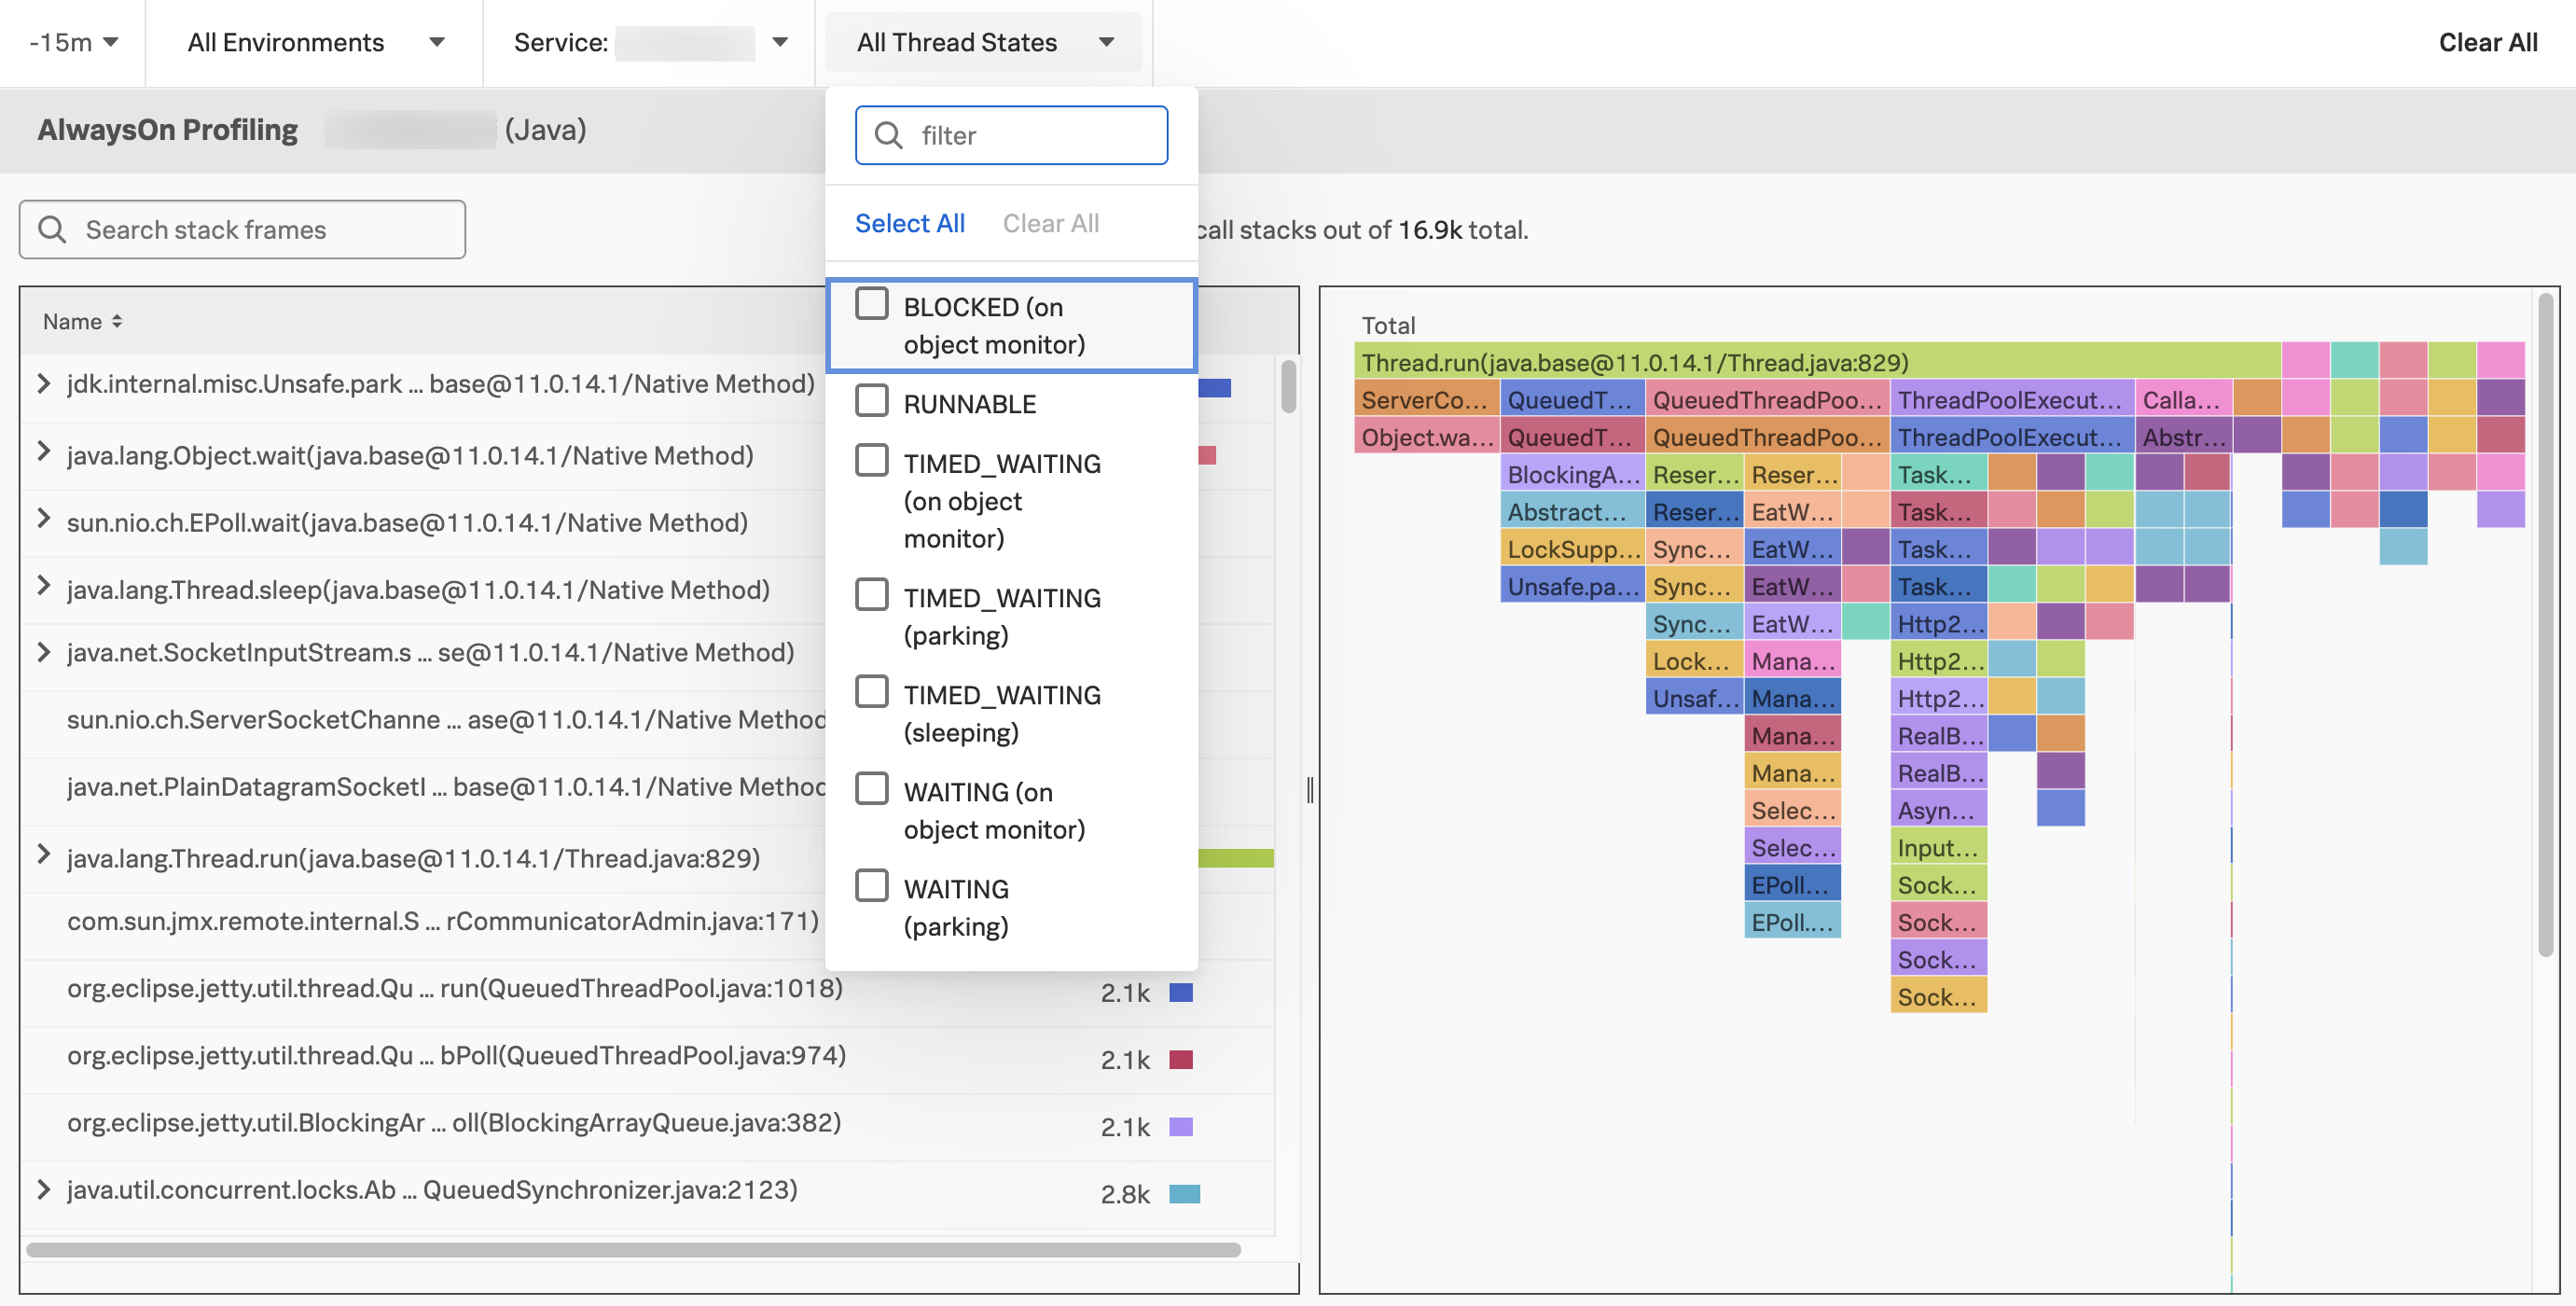 -15m
All Environments
Service:
All Thread States
Clear All
AlwaysOn Profiling
(Java)
filter
Select All
Clear All
BLOCKED (on
object monitor)
RUNNABLE
TIMED_WAITING
(on object
monitor)
TIMED_WAITING
(parking)
TIMED_WAITING
(sleeping)
WAITING (on
object monitor)
WAITING
(parking)
Search stack frames
call stacks out of 16.9k total.
Name
jdk.internal.misc.Unsafe.park ... base@11.0.14.1/Native Method)
java.lang.Object.wait(java.base@11.0.14.1/Native Method)
sun.nio.ch.EPoll.wait(java.base@11.0.14.1/Native Method)
java.lang.Thread.sleep(java.base@11.0.14.1/Native Method)
java.net.SocketInputStream.s ... se@11.0.14.1/Native Method)
sun.nio.ch.ServerSocketChanne ... ase@11.0.14.1/Native Method
java.net.PlainDatagramSocketI ... base@11.0.14.1/Native Method
java.lang.Thread.run(java.base@11.0.14.1/Thread.java:829)
com.sun.jmx.remote.internal.S ... rCommunicatorAdmin.java:171)
org.eclipse.jetty.util.thread.Qu ... run(QueuedThreadPool.java:1018) 2.1k
org.eclipse.jetty.util.thread.Qu ... bPoll(QueuedThreadPool.java:974) 2.1k
org.eclipse.jetty.util.BlockingAr ... oll(BlockingArrayQueue.java:382) 2.1k
java.util.concurrent.locks.Ab ... QueuedSynchronizer.java:2123) 2.8k
Total
Thread.run(java.base@11.0.14.1/Thread.java:829)
ServerCo... QueuedT... QueuedThreadPoo... ThreadPoolExecut... Calla...
Object.wa... QueuedT... QueuedThreadPoo... ThreadPoolExecut... Abstr...
BlockingA... Reser... Reser... Task...
Abstract... Reser... EatW... Task...
LockSupp... Sync... EatW... Task...
Unsafe.pa... Sync... EatW... Task...
Sync... EatW... Http2...
Lock... Mana... Http2...
Unsaf... Mana... Http2...
Mana... RealB...
Mana... RealB...
Selec... Asyn...
Selec... Input...
EPoll... Sock...
EPoll.... Sock...
Sock...
Sock...